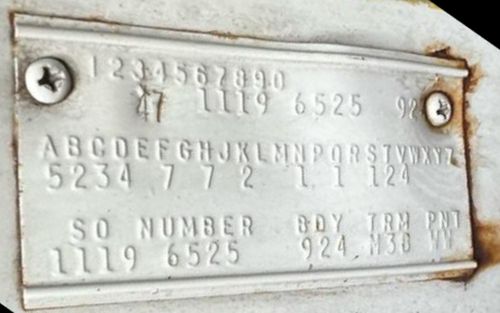 1234567890
47 1119 6525 92
ABCDEFGHJKLMNPQRSTVWXYZ
5234 7 7 2 1 1 124
SO NUMBER BDY TRM PNT
1119 6525 924 M38 WW